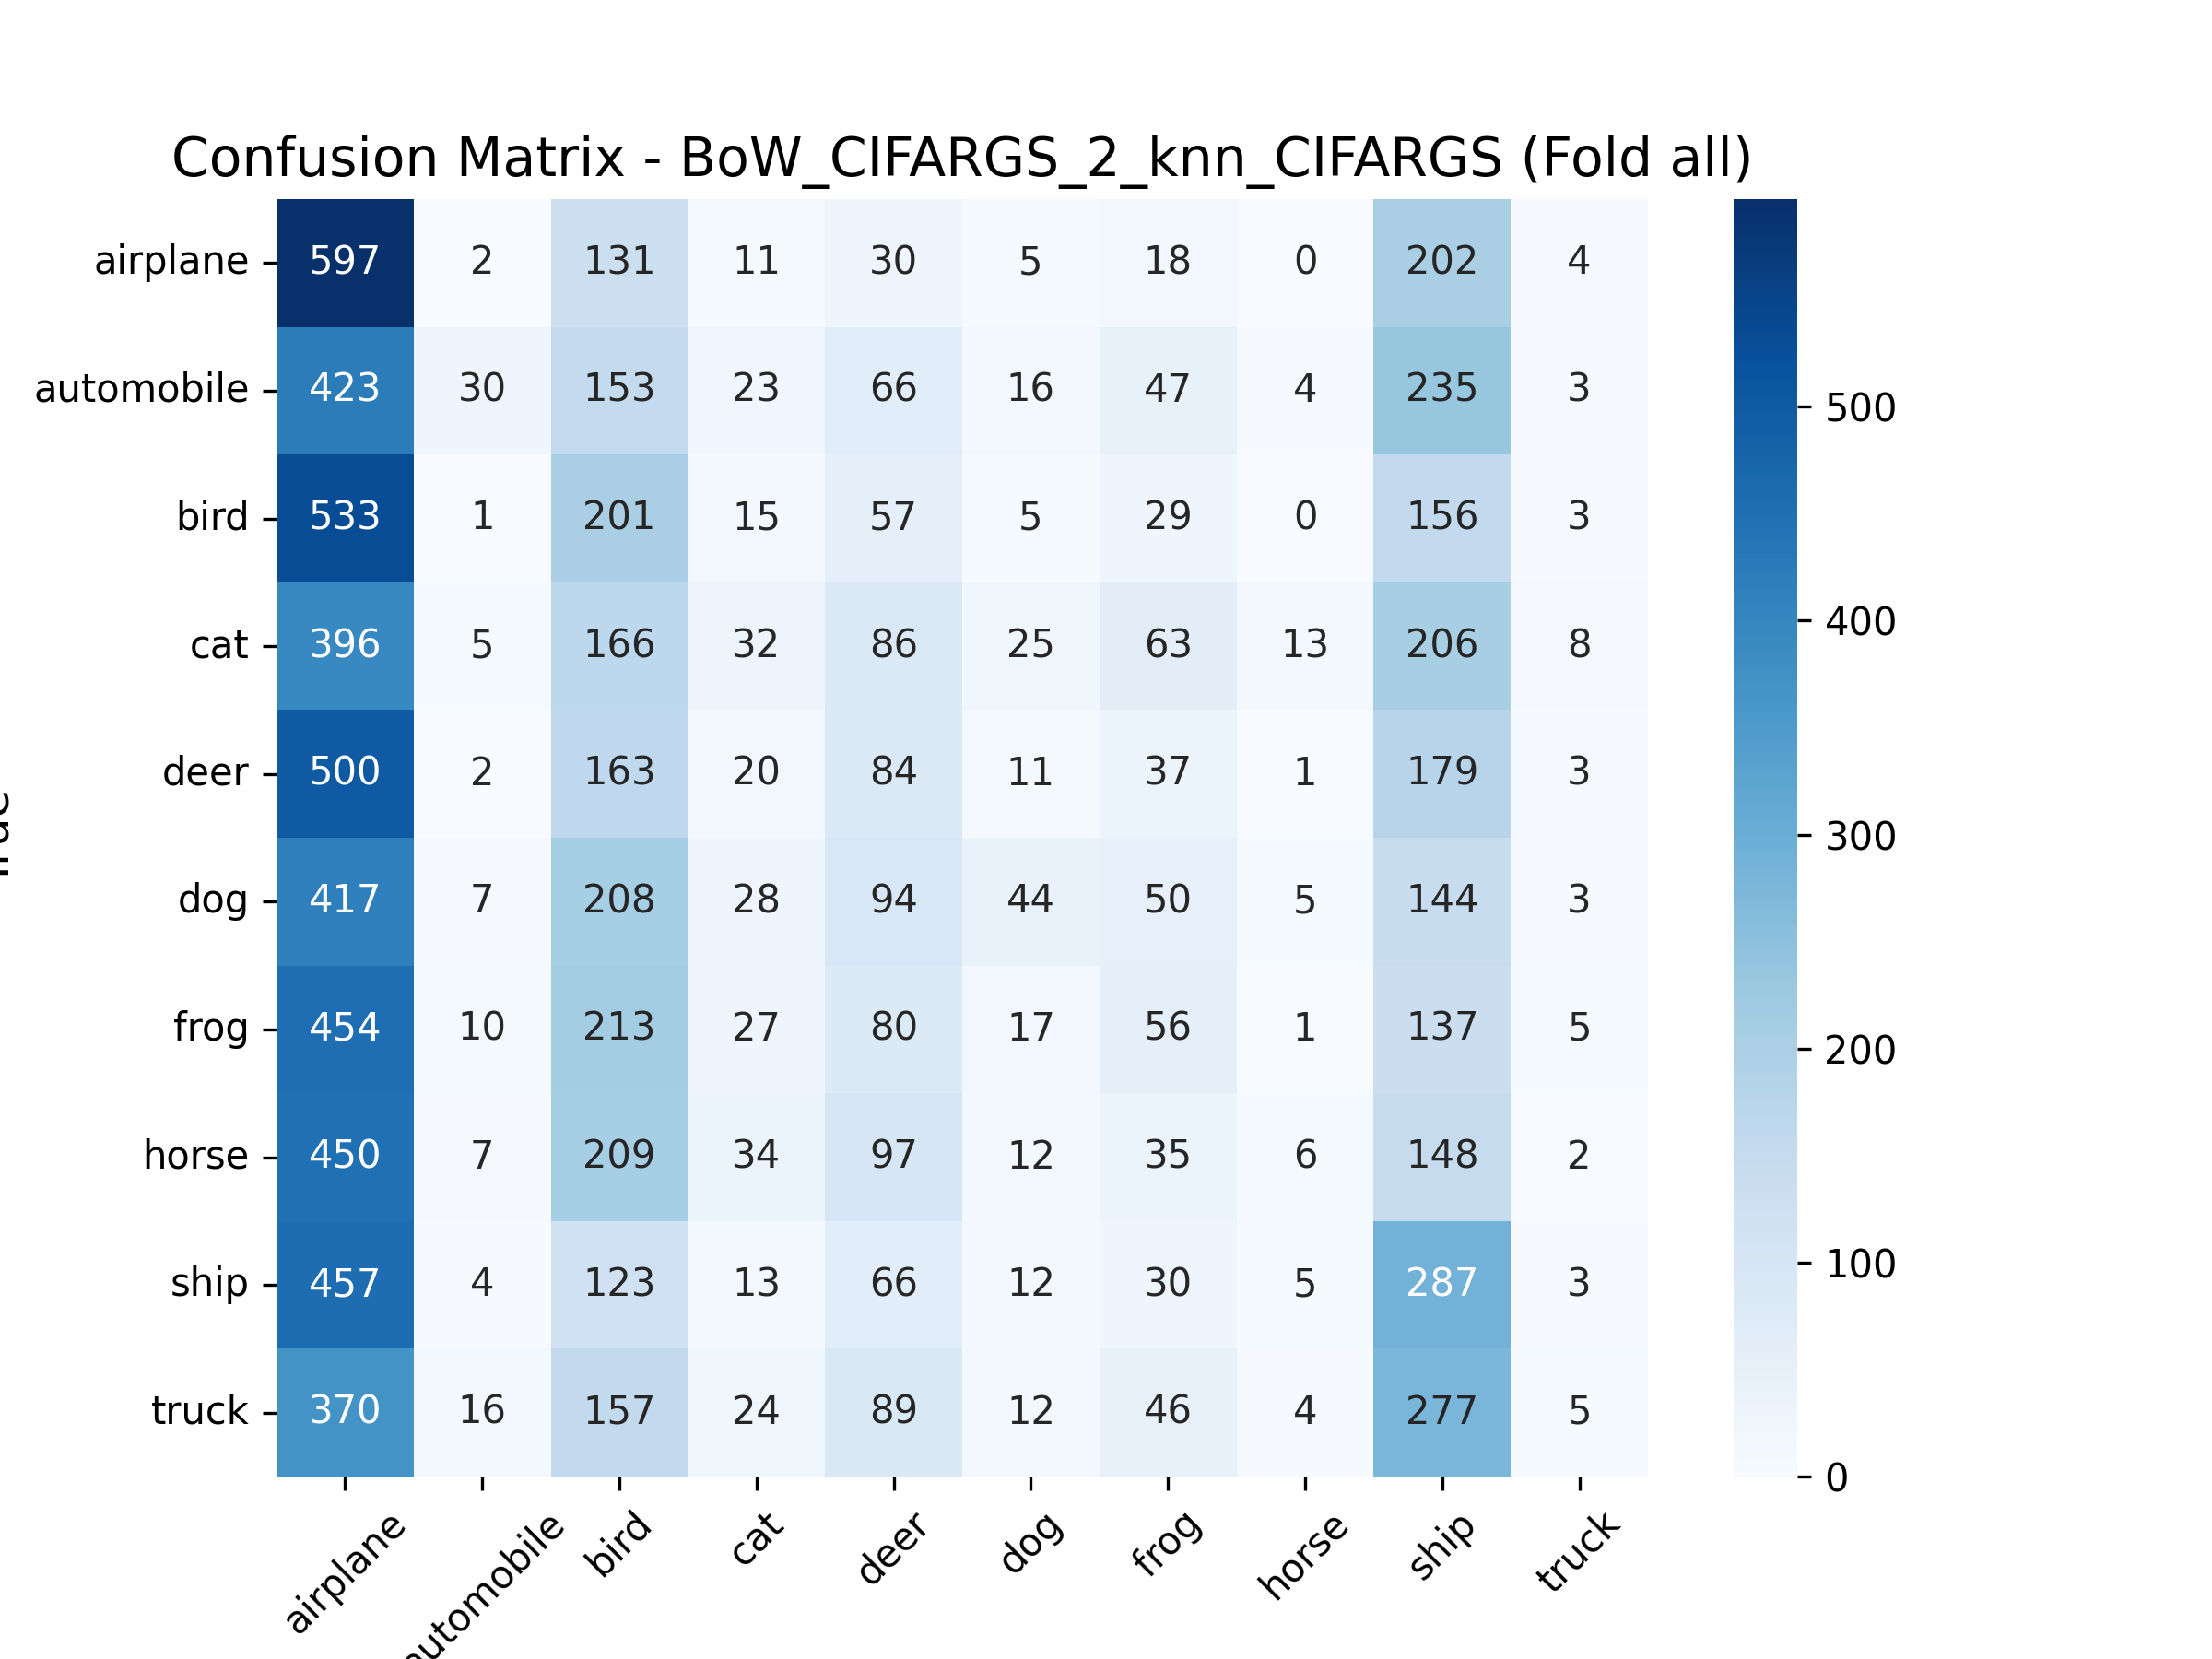 Confusion Matrix - BoW_CIFARGS_2_knn_CIFARGS (Fold all)
airplane 597 2 131 11 30 5 18 0 202 4
automobile 423 30 153 23 66 16 47 4 235 3
bird 533 1 201 15 57 5 29 0 156 3
cat 396 5 166 32 86 25 63 13 206 8
deer 500 2 163 20 84 11 37 1 179 3
dog 417 7 208 28 94 44 50 5 144 3
frog 454 10 213 27 80 17 56 1 137 5
horse 450 7 209 34 97 12 35 6 148 2
ship 457 4 123 13 66 12 30 5 287 3
truck 370 16 157 24 89 12 46 4 277 5
airplane automobile bird cat deer dog frog horse ship truck
500
400
300
200
100
0